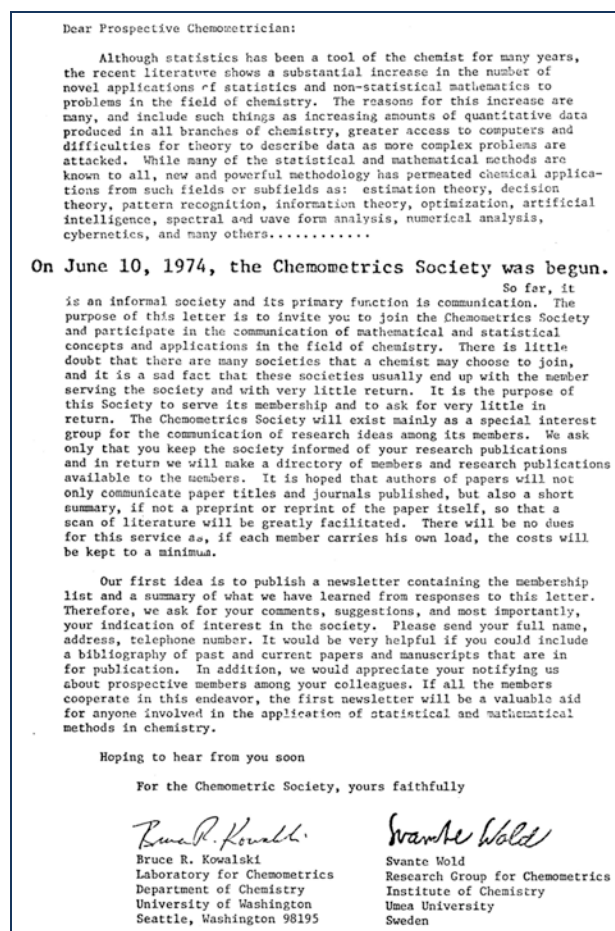 Dear Prospective Chemometrician:
Although statistics has been a tool of the chemist for many years,
the recent literature shows a substantial increase in the number of
novel applications of statistics and non-statistical mathematics to
problems in the field of chemistry. The reasons for this increase are
many, and include such things as increasing amounts of quantitative data
produced in all branches of chemistry, greater access to computers and
difficulties for theory to describe data as more complex problems are
attacked. While many of the statistical and mathematical methods are
known to all, new and powerful methodology has permeated chemical applica-
tions from such fields or subfields as: estimation theory, decision
theory, pattern recognition, information theory, optimization, artificial
intelligence, spectral and wave form analysis, numerical analysis,
cybernetics, and many others............
On June 10, 1974, the Chemometrics Society was begun.
So far, it
is an informal society and its primary function is communication. The
purpose of this letter is to invite you to join the Chemometrics Society
and participate in the communication of mathematical and statistical
concepts and applications in the field of chemistry. There is little
doubt that there are many societies that a chemist may choose to join,
and it is a sad fact that these societies usually end up with the member
serving the society and with very little return. It is the purpose of
this Society to serve its membership and to ask for very little in
return. The Chemometrics Society will exist mainly as a special interest
group for the communication of research ideas among its members. We ask
only that you keep the society informed of your research publications
and in return we will make a directory of members and research publications
available to the members. It is hoped that authors of papers will not
only communicate paper titles and journals published, but also a short
summary, if not a preprint or reprint of the paper itself, so that a
scan of literature will be greatly facilitated. There will be no dues
for this service as, if each member carries his own load, the costs will
be kept to a minimum.
Our first idea is to publish a newsletter containing the membership
list and a summary of what we have learned from responses to this letter.
Therefore, we ask for your comments, suggestions, and most importantly,
your indication of interest in the society. Please send your full name,
address, telephone number. It would be very helpful if you could include
a bibliography of past and current papers and manuscripts that are in
for publication. In addition, we would appreciate your notifying us
about prospective members among your colleagues. If all the members
cooperate in this endeavor, the first newsletter will be a valuable aid
for anyone involved in the application of statistical and mathematical
methods in chemistry.
Hoping to hear from you soon
For the Chemometric Society, yours faithfully
Bruce R. Kowalski
Svante Wold
Bruce R. Kowalski
Laboratory for Chemometrics
Department of Chemistry
University of Washington
Seattle, Washington 98195
Svante Wold
Research Group for Chemometrics
Institute of Chemistry
Umea University
Sweden